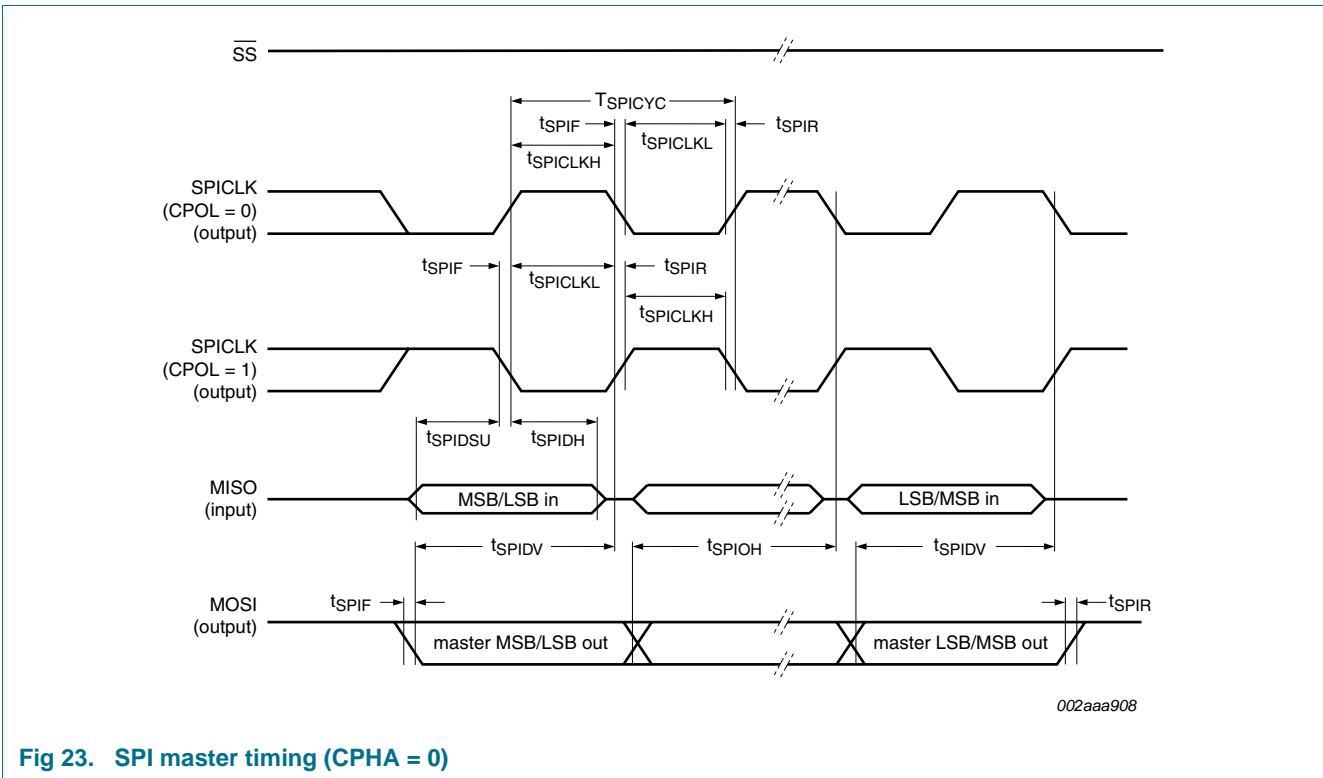 SS
TSPICYC
tSPIF
tSPICLKL
tSPIR
tSPICLKH
SPICLK
(CPOL = 0)
(output)
tSPIF
tSPICLKL
tSPIR
tSPICLKH
SPICLK
(CPOL = 1)
(output)
tSPIDSU
tSPIDH
MISO
(input)
MSB/LSB in
LSB/MSB in
tSPIDV
tSPIOH
tSPIDV
MOSI
(output)
tSPIF
tSPIR
master MSB/LSB out
master LSB/MSB out
002aaa908
Fig 23. SPI master timing (CPHA = 0)